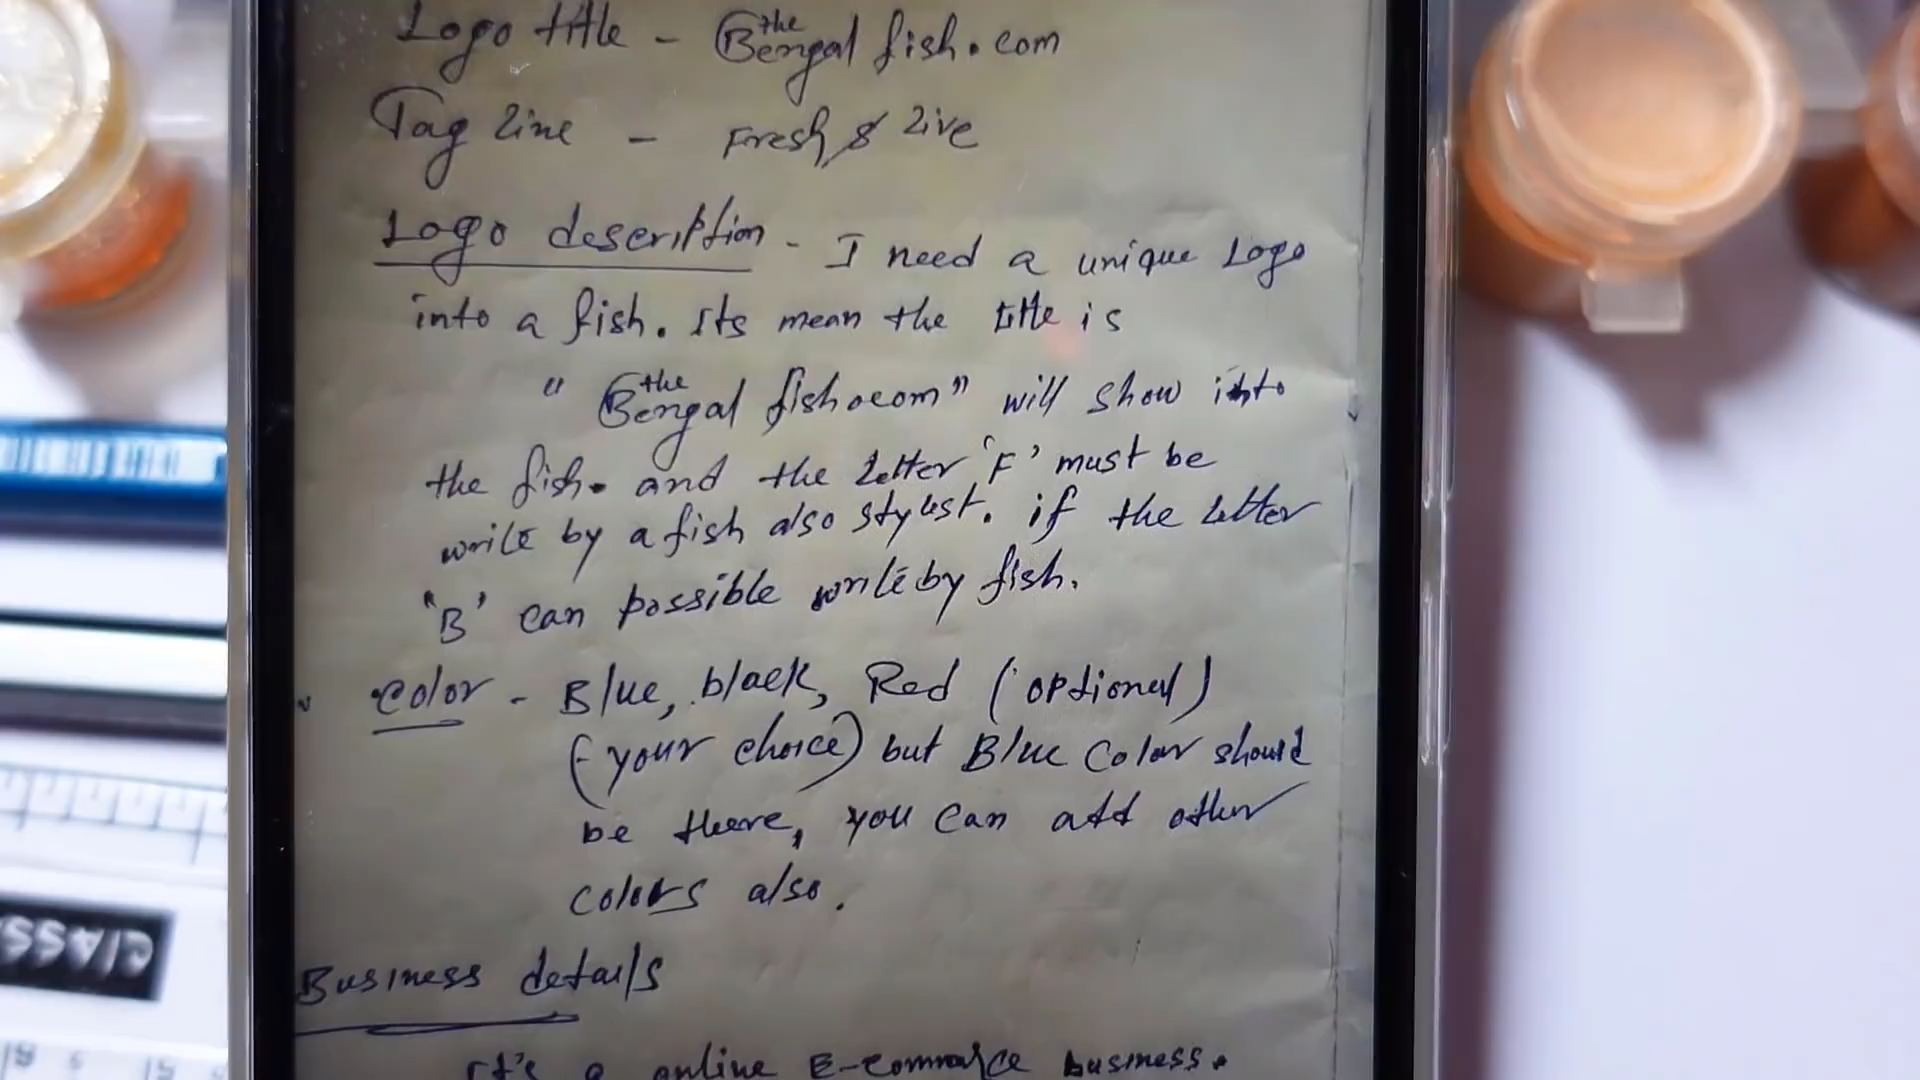 Logo title - the Bengal fish.com
Tag line - Fresh & Live
Logo description - I need a unique Logo
into a fish. Its mean the title is
"the Bengal fish.com" will show into
the fish. and the letter 'F' must be
write by a fish also stylest. if the letter
'B' can possible write by fish.
Color - Blue, black, Red (optional)
(your choice) but Blue Color should
be there, you can add other
colors also.
Business details
It's a online E-commerce business.
CLASS